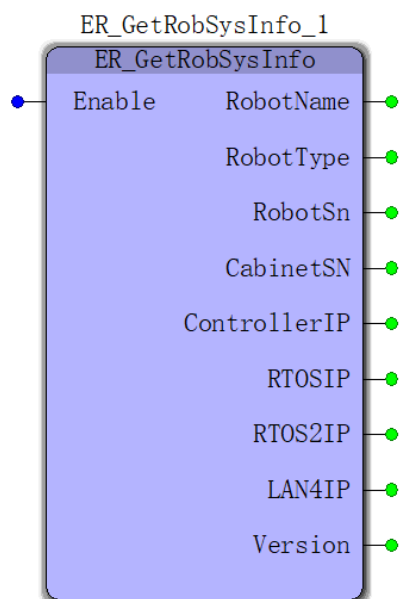 ER_GetRobSysInfo_1
ER_GetRobSysInfo
Enable RobotName
RobotType
RobotSn
CabinetSN
ControllerIP
RTOSIP
RTOS2IP
LAN4IP
Version